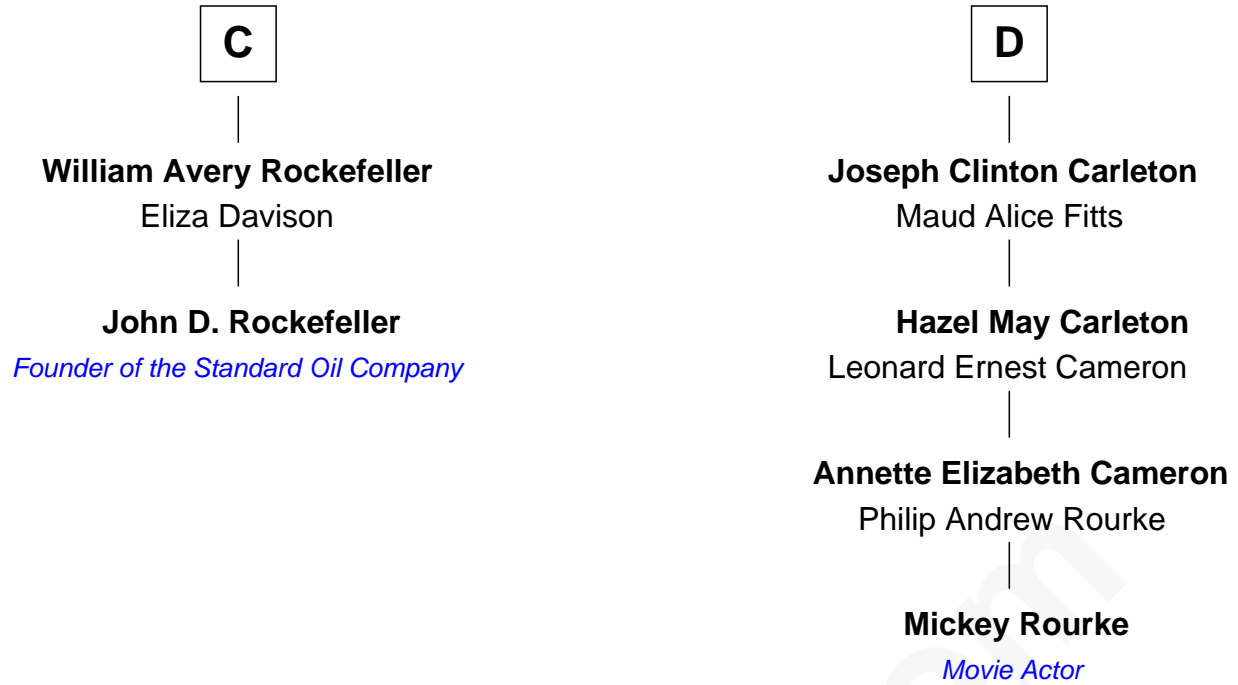 C
William Avery Rockefeller
Eliza Davison
John D. Rockefeller
Founder of the Standard Oil Company
D
Joseph Clinton Carleton
Maud Alice Fitts
Hazel May Carleton
Leonard Ernest Cameron
Annette Elizabeth Cameron
Philip Andrew Rourke
Mickey Rourke
Movie Actor